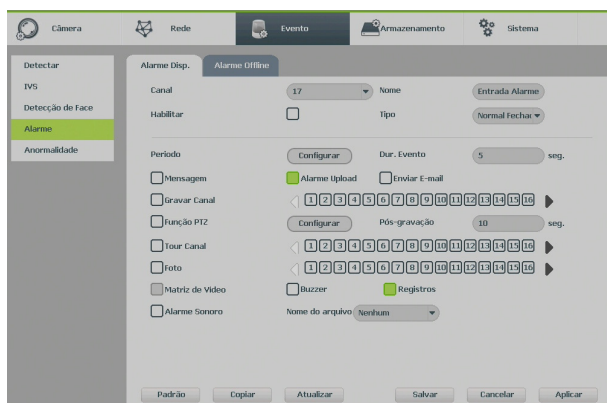 Câmera Rede Evento Armazenamento Sistema
Detectar
IVS
Detecção de Face
Alarme
Anormalidade
Alarme Disp. Alarme Offline
Canal 17 Nome Entrada Alarme
Habilitar Tipo Normal Fechar
Período Configurar Dur. Evento 5 seg.
Mensagem Alarme Upload Enviar E-mail
Gravar Canal 1 2 3 4 5 6 7 8 9 10 11 12 13 14 15 16
Função PTZ Configurar Pós-gravação 10 seg.
Tour Canal 1 2 3 4 5 6 7 8 9 10 11 12 13 14 15 16
Foto 1 2 3 4 5 6 7 8 9 10 11 12 13 14 15 16
Matriz de Vídeo Buzzer Registros
Alarme Sonoro Nome do arquivo Nenhum
Padrão Copiar Atualizar Salvar Cancelar Aplicar